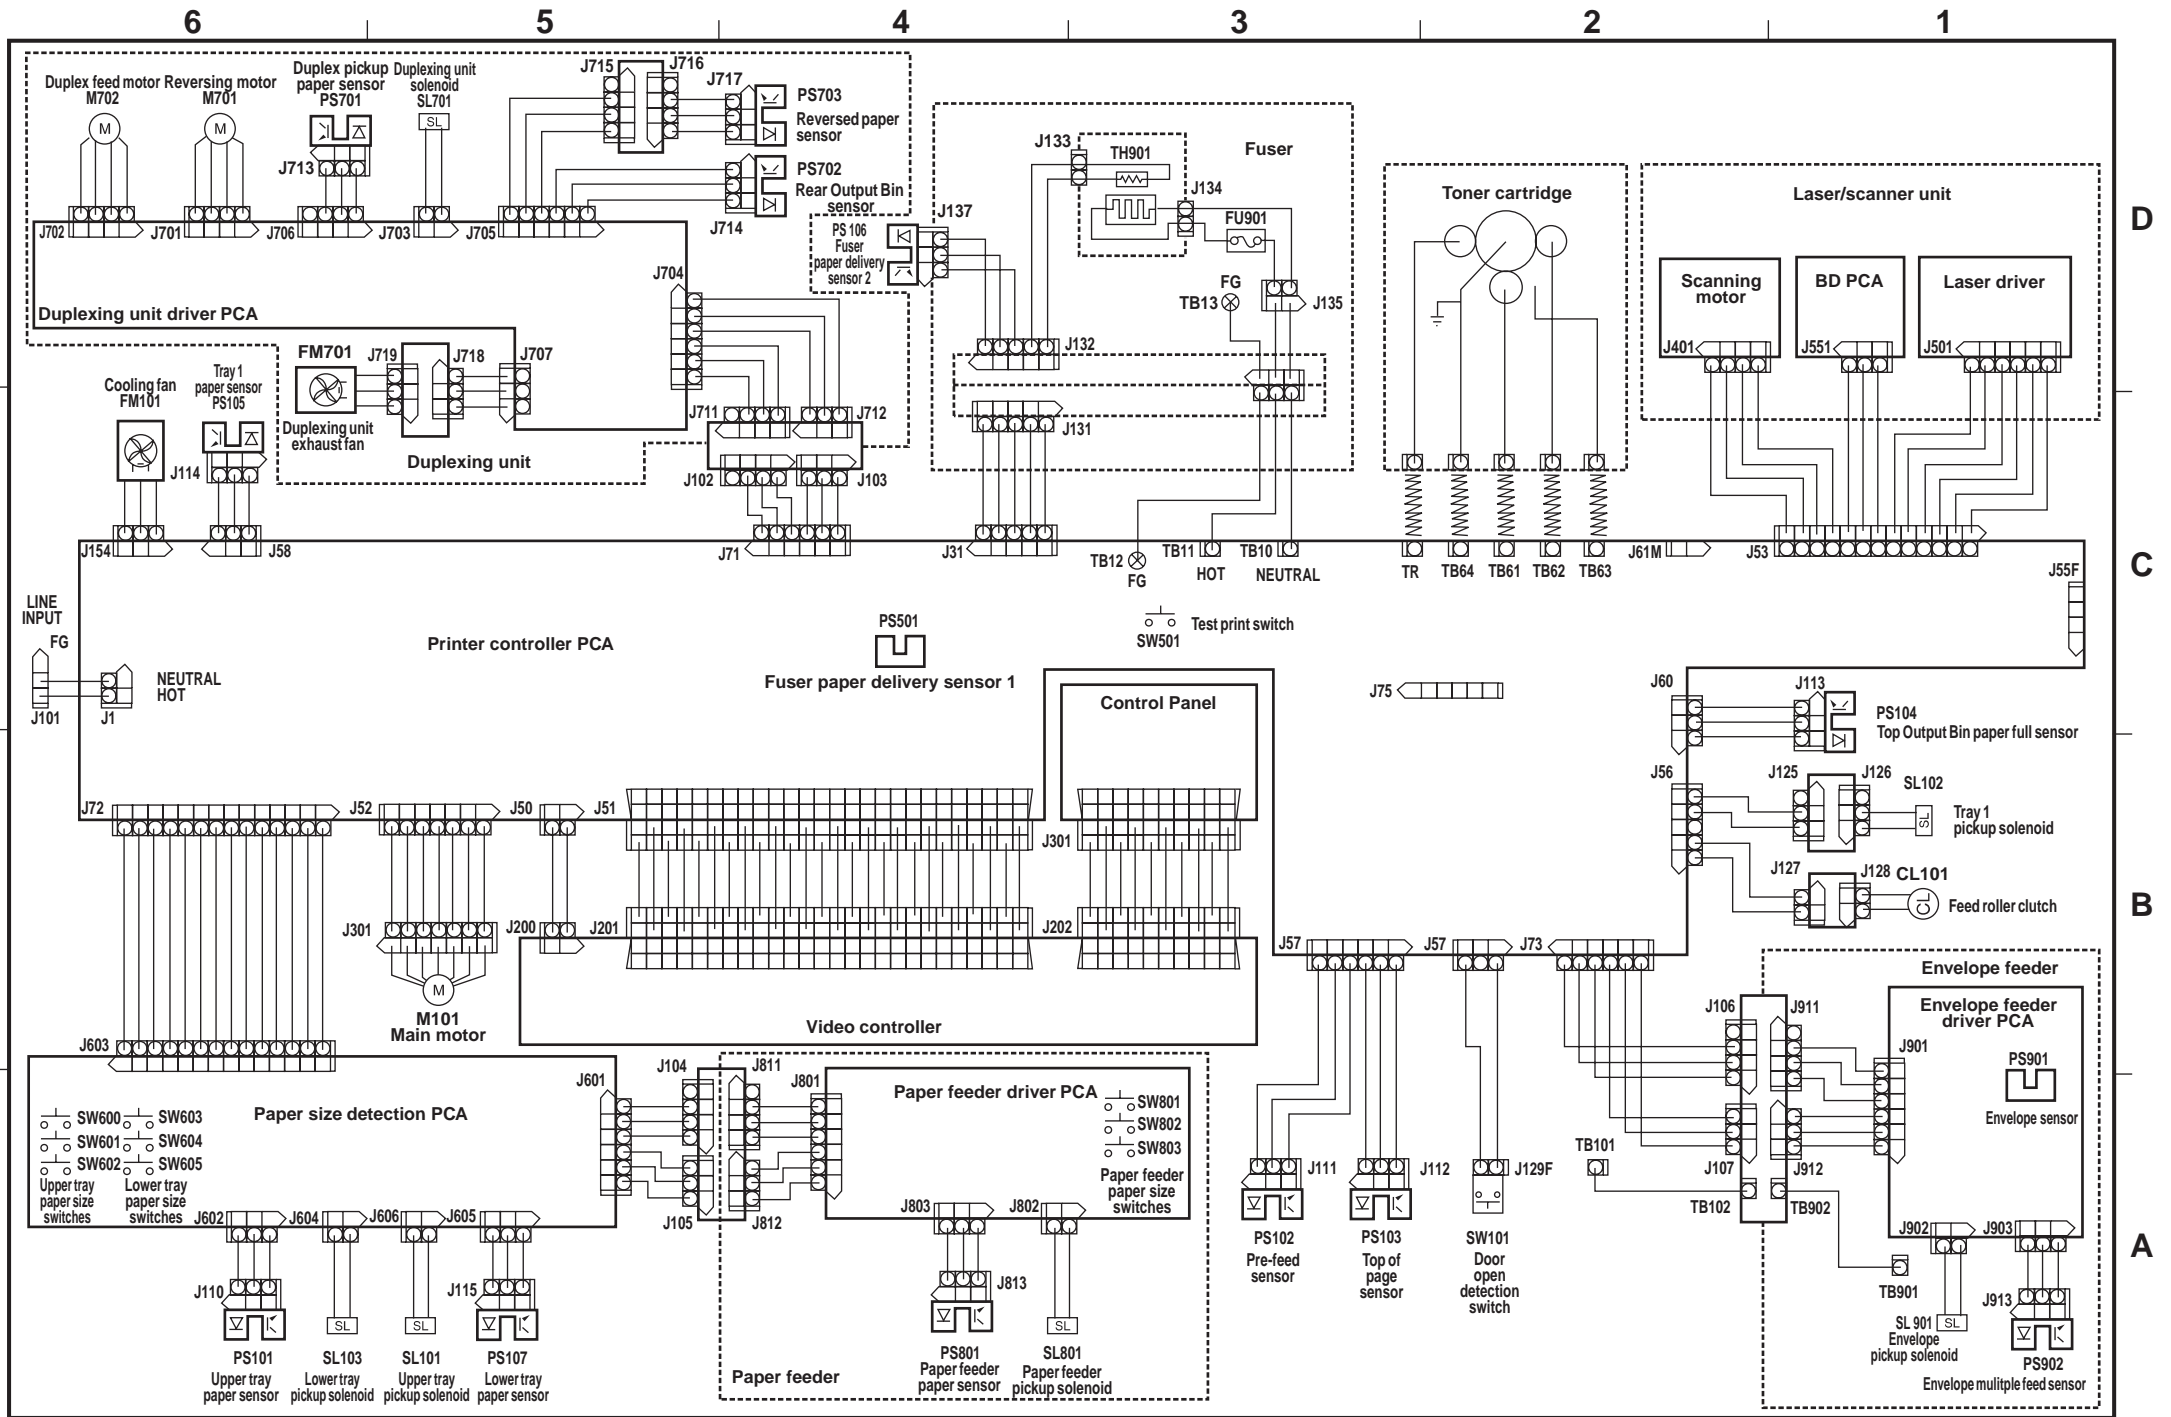 6 5 4 3 2 1
D
C
B
A
Duplex feed motor
M702
M
Reversing motor
M701
M
Duplex pickup
paper sensor
PS701
J713
Duplexing unit
solenoid
SL701
SL
J715
J716
J717
PS703
Reversed paper
sensor
PS702
Rear Output Bin
sensor
J714
J702
J701
J706
J703
J705
J704
Duplexing unit driver PCA
FM701
J719
J718
J707
Duplexing unit
exhaust fan
Duplexing unit
J711
J712
J102
J103
Cooling fan
FM101
Tray 1
paper sensor
PS105
J114
J154
J58
J71
PS 106
Fuser
paper delivery
sensor 2
J137
J133
TH901
J134
FU901
Fuser
FG
TB13
J135
J132
J131
J31
TB12
FG
TB11
HOT
TB10
NEUTRAL
Toner cartridge
TR
TB64
TB61
TB62
TB63
Laser/scanner unit
Scanning
motor
BD PCA
Laser driver
J401
J551
J501
J61M
J53
J55F
LINE
INPUT
FG
J101
J1
NEUTRAL
HOT
Printer controller PCA
PS501
Fuser paper delivery sensor 1
SW501
Test print switch
Control Panel
J75
J60
J113
PS104
Top Output Bin paper full sensor
J56
J125
J126
SL102
SL
Tray 1
pickup solenoid
J127
J128
CL101
CL
Feed roller clutch
J72
J52
J50
J51
J301
J301
M
M101
Main motor
J200
J201
J202
Video controller
J57
J57
J73
J603
Paper size detection PCA
SW600
SW601
SW602
Upper tray
paper size
switches
SW603
SW604
SW605
Lower tray
paper size
switches
J601
J602
J604
J606
J605
J110
J115
SL
SL
PS101
Upper tray
paper sensor
SL103
Lower tray
pickup solenoid
SL101
Upper tray
pickup solenoid
PS107
Lower tray
paper sensor
J104
J811
J801
J105
J812
Paper feeder driver PCA
SW801
SW802
SW803
Paper feeder
paper size
switches
J803
J802
J813
SL
PS801
Paper feeder
paper sensor
SL801
Paper feeder
pickup solenoid
Paper feeder
J111
PS102
Pre-feed
sensor
J112
PS103
Top of
page
sensor
J129F
SW101
Door
open
detection
switch
TB101
J106
J911
J107
J912
TB102
TB902
Envelope feeder
Envelope feeder
driver PCA
J901
PS901
Envelope sensor
J902
J903
TB901
J913
SL 901
SL
Envelope
pickup solenoid
PS902
Envelope mulitple feed sensor